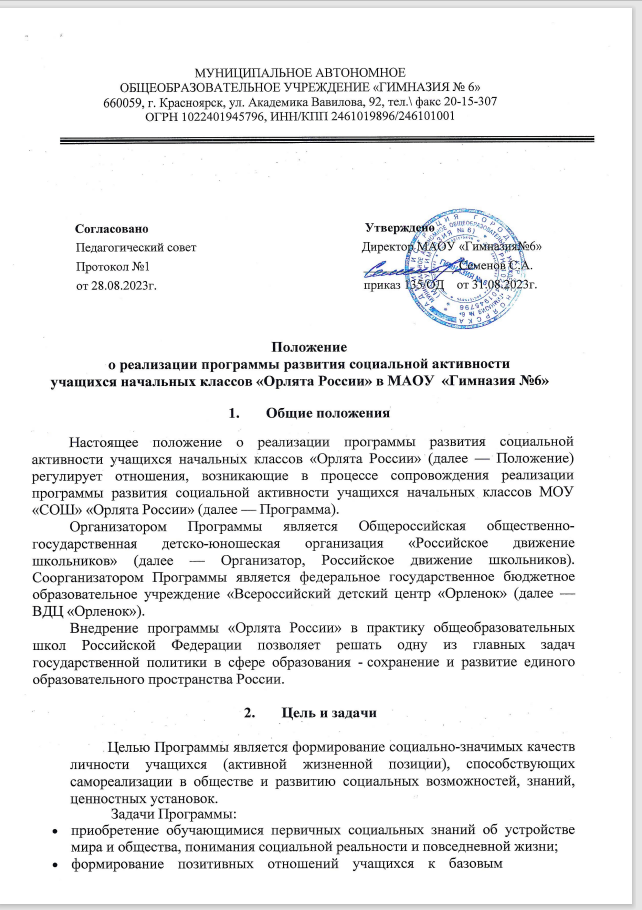 МУНИЦИПАЛЬНОЕ АВТОНОМНОЕ
ОБЩЕОБРАЗОВАТЕЛЬНОЕ УЧРЕЖДЕНИЕ «ГИМНАЗИЯ № 6»
660059, г. Красноярск, ул. Академика Вавилова, 92, тел.\ факс 20-15-307
ОГРН 1022401945796, ИНН/КПП 2461019896/246101001
Согласовано
Педагогический совет
Протокол №1
от 28.08.2023г.
Утверждено
Директор МАОУ «Гимназия№6»
Семенов С.А.
приказ 135/ОД от 31.08.2023г.
Положение
о реализации программы развития социальной активности
учащихся начальных классов «Орлята России» в МАОУ «Гимназия №6»
1. Общие положения
Настоящее положение о реализации программы развития социальной
активности учащихся начальных классов «Орлята России» (далее — Положение)
регулирует отношения, возникающие в процессе сопровождения реализации
программы развития социальной активности учащихся начальных классов МОУ
«СОШ» «Орлята России» (далее — Программа).
Организатором Программы является Общероссийская общественно-
государственная детско-юношеская организация «Российское движение
школьников» (далее — Организатор, Российское движение школьников).
Соорганизатором Программы является федеральное государственное бюджетное
образовательное учреждение «Всероссийский детский центр «Орленок» (далее —
ВДЦ «Орленок»).
Внедрение программы «Орлята России» в практику общеобразовательных
школ Российской Федерации позволяет решать одну из главных задач
государственной политики в сфере образования - сохранение и развитие единого
образовательного пространства России.
2. Цель и задачи
Целью Программы является формирование социально-значимых качеств
личности учащихся (активной жизненной позиции), способствующих
самореализации в обществе и развитию социальных возможностей, знаний,
ценностных установок.
Задачи Программы:
• приобретение обучающимися первичных социальных знаний об устройстве
мира и общества, понимания социальной реальности и повседневной жизни;
• формирование позитивных отношений учащихся к базовым